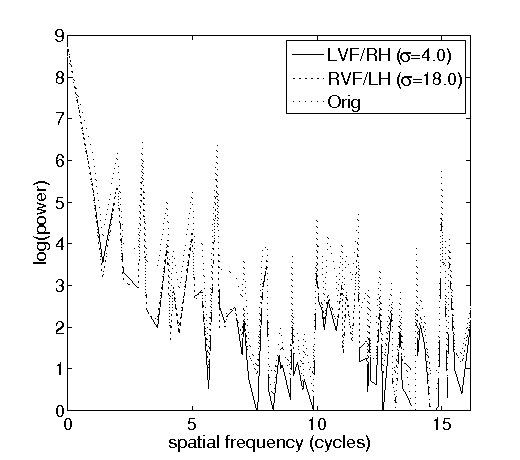 9
8
7
6
5
4
3
2
1
0
log(power)
LVF/RH (σ=4.0)
RVF/LH (σ=18.0)
Orig
0 5 10 15
spatial frequency (cycles)